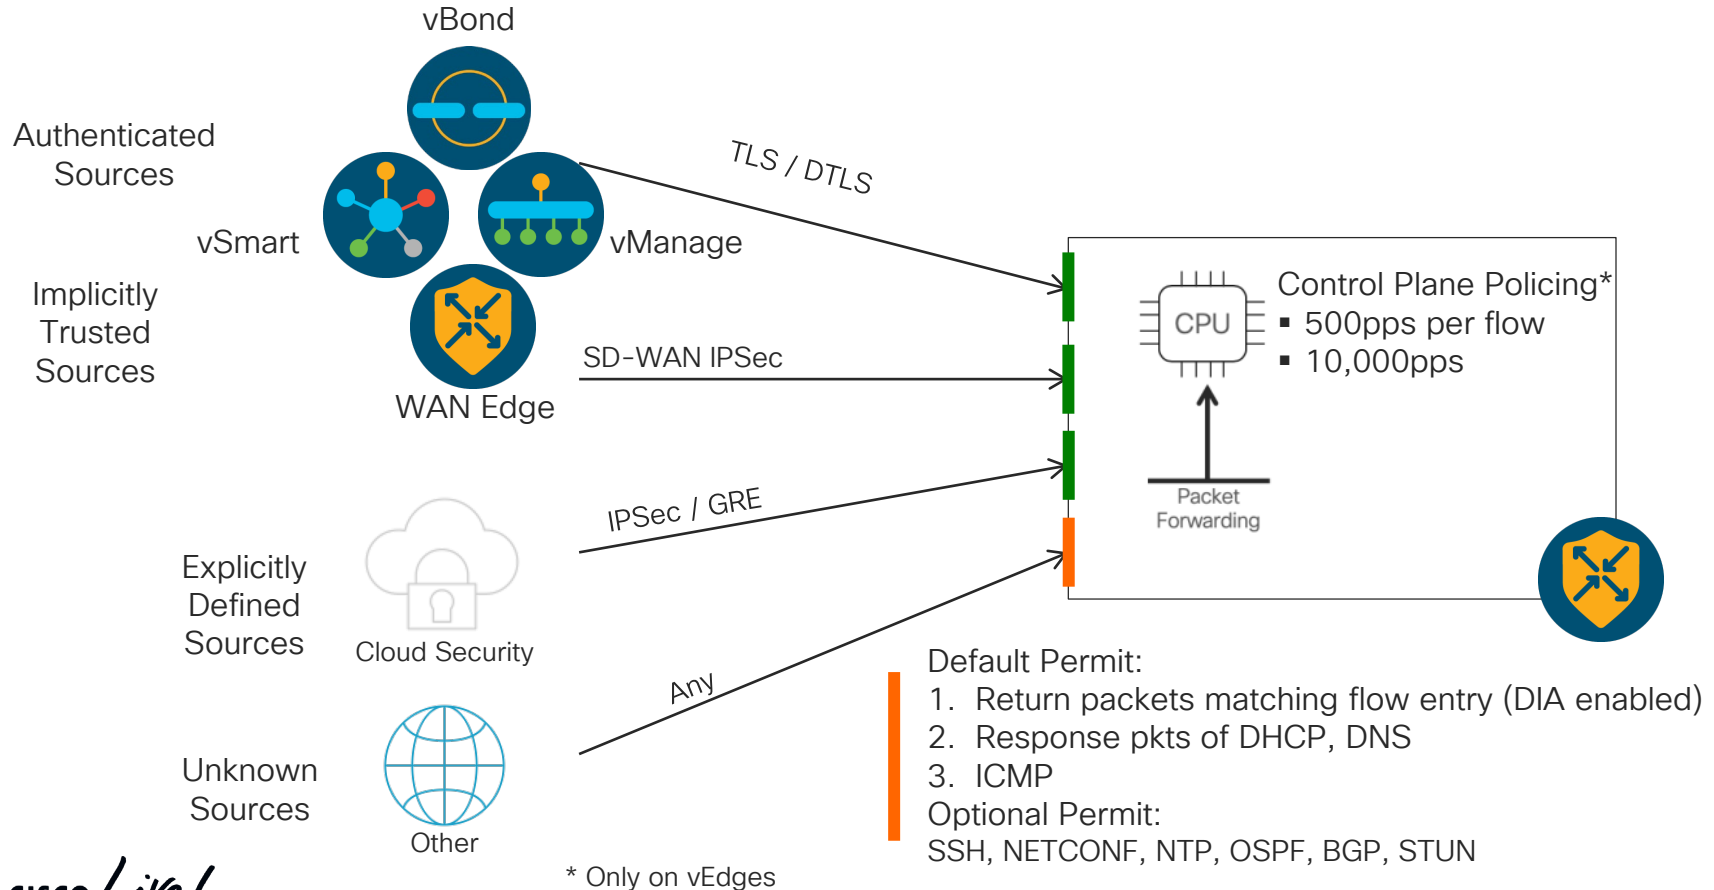 vBond
Authenticated
Sources
TLS / DTLS
vSmart
vManage
Implicitly
Trusted
Sources
WAN Edge
SD-WAN IPSec
CPU
Control Plane Policing*
▪ 500pps per flow
▪ 10,000pps
Packet
Forwarding
IPSec / GRE
Explicitly
Defined
Sources
Cloud Security
Any
Unknown
Sources
Other
Default Permit:
1. Return packets matching flow entry (DIA enabled)
2. Response pkts of DHCP, DNS
3. ICMP
Optional Permit:
SSH, NETCONF, NTP, OSPF, BGP, STUN
* Only on vEdges
cisco Live!